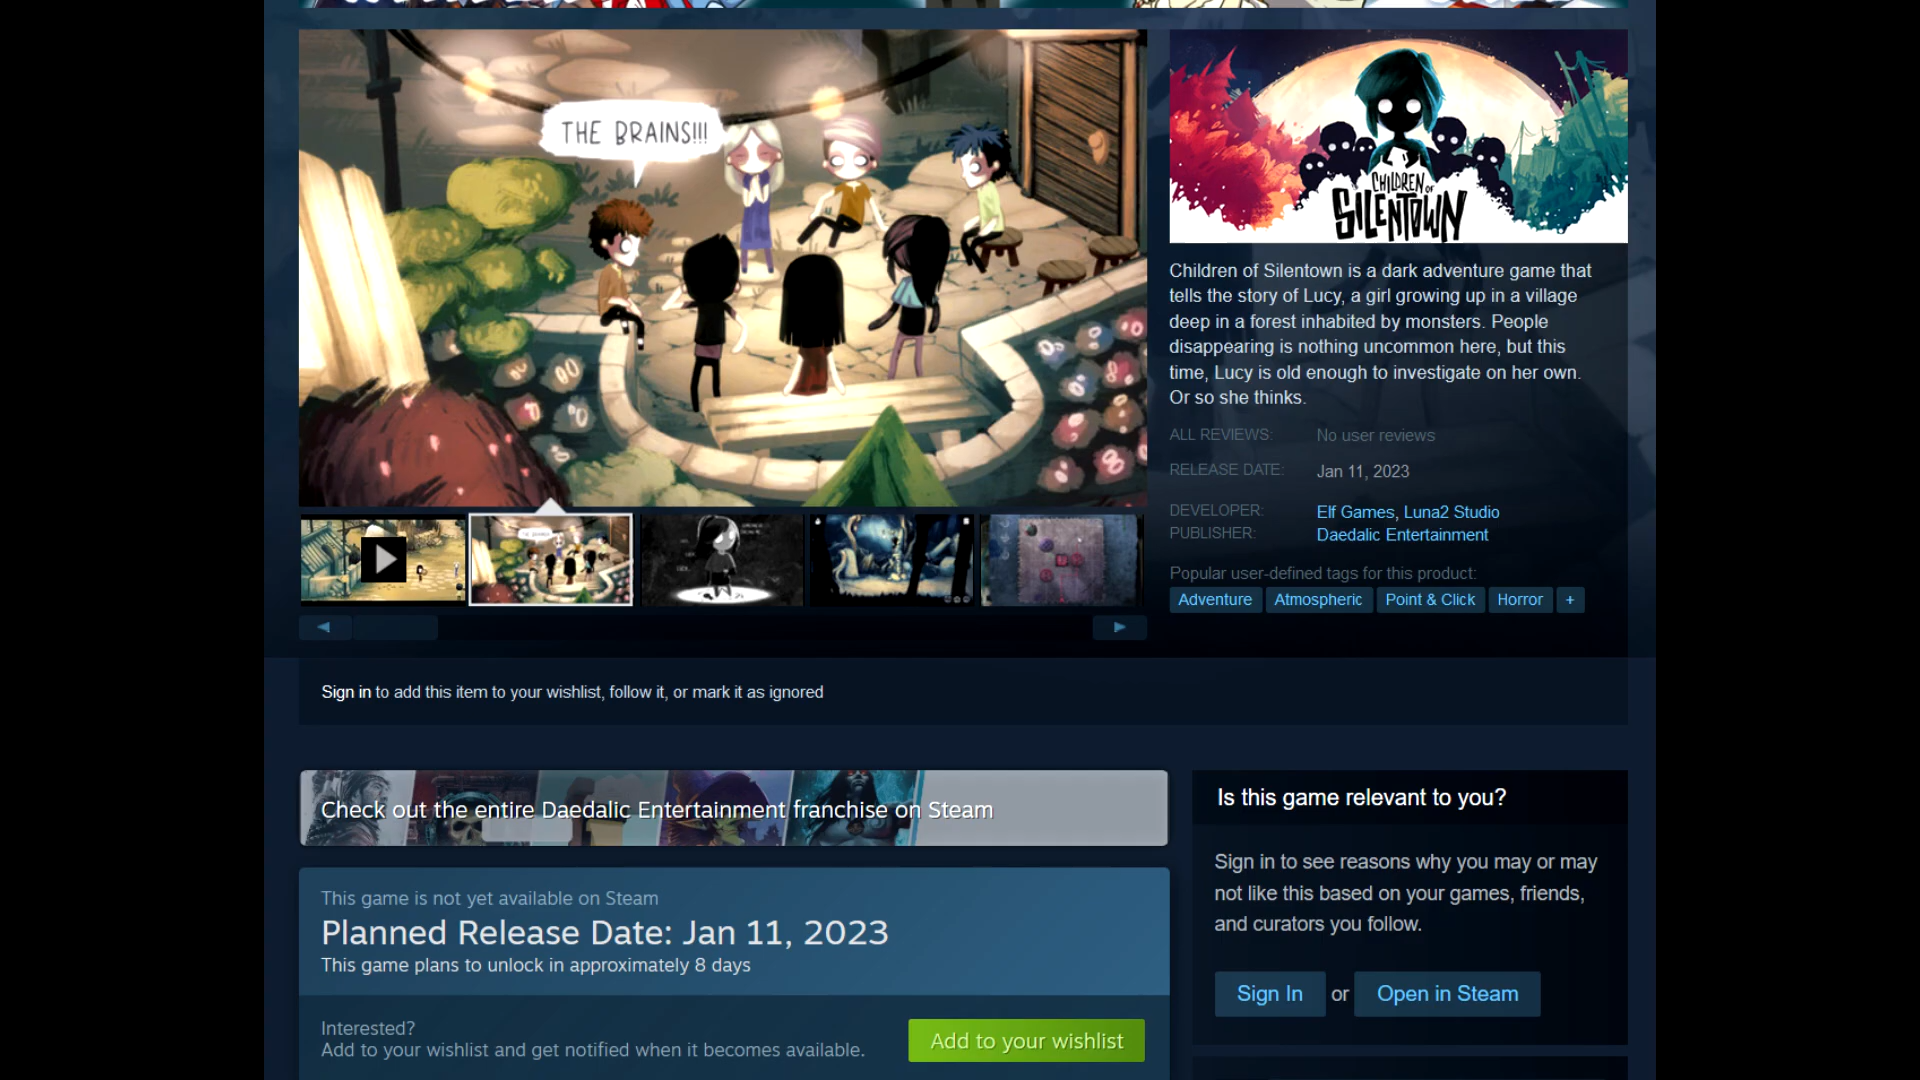 THE BRAINS!!!
CHILDREN OF
SILENTOWN
Children of Silentown is a dark adventure game that
tells the story of Lucy, a girl growing up in a village
deep in a forest inhabited by monsters. People
disappearing is nothing uncommon here, but this
time, Lucy is old enough to investigate on her own.
Or so she thinks.
ALL REVIEWS: No user reviews
RELEASE DATE: Jan 11, 2023
DEVELOPER: Elf Games, Luna2 Studio
PUBLISHER: Daedalic Entertainment
Popular user-defined tags for this product:
Adventure Atmospheric Point & Click Horror +
Sign in to add this item to your wishlist, follow it, or mark it as ignored
Check out the entire Daedalic Entertainment franchise on Steam
This game is not yet available on Steam
Planned Release Date: Jan 11, 2023
This game plans to unlock in approximately 8 days
Interested?
Add to your wishlist and get notified when it becomes available.
Add to your wishlist
Is this game relevant to you?
Sign in to see reasons why you may or may
not like this based on your games, friends,
and curators you follow.
Sign In or Open in Steam